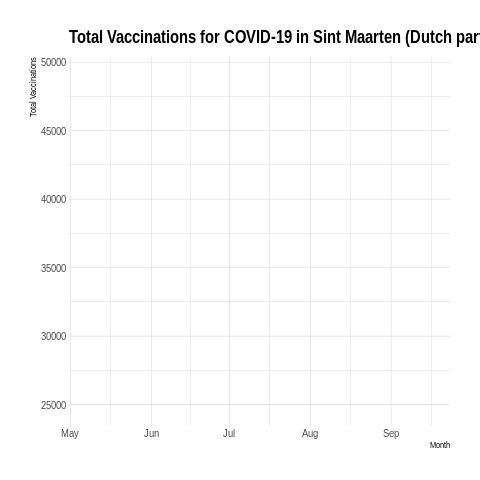 Total Vaccinations for COVID-19 in Sint Maarten (Dutch par
Total Vaccinations
50000
45000
40000
35000
30000
25000
May Jun Jul Aug Sep
Month